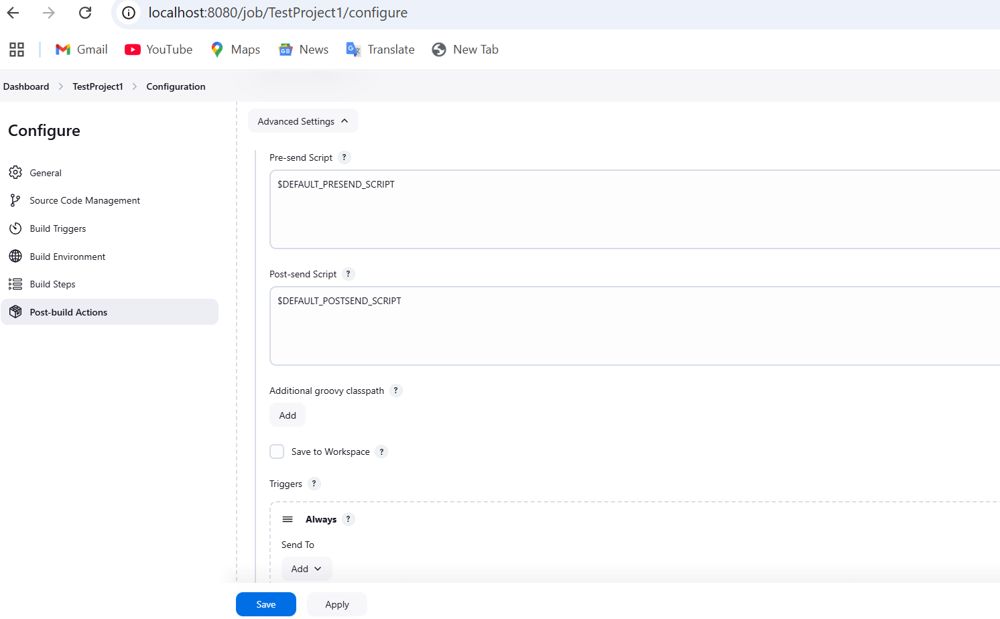 localhost:8080/job/TestProject1/configure
Gmail YouTube Maps News Translate New Tab
Dashboard TestProject1 Configuration
Configure
General
Source Code Management
Build Triggers
Build Environment
Build Steps
Post-build Actions
Advanced Settings
Pre-send Script ?
$DEFAULT_PRESEND_SCRIPT
Post-send Script ?
$DEFAULT_POSTSEND_SCRIPT
Additional groovy classpath ?
Add
Save to Workspace ?
Triggers ?
Always ?
Send To
Add
Save Apply